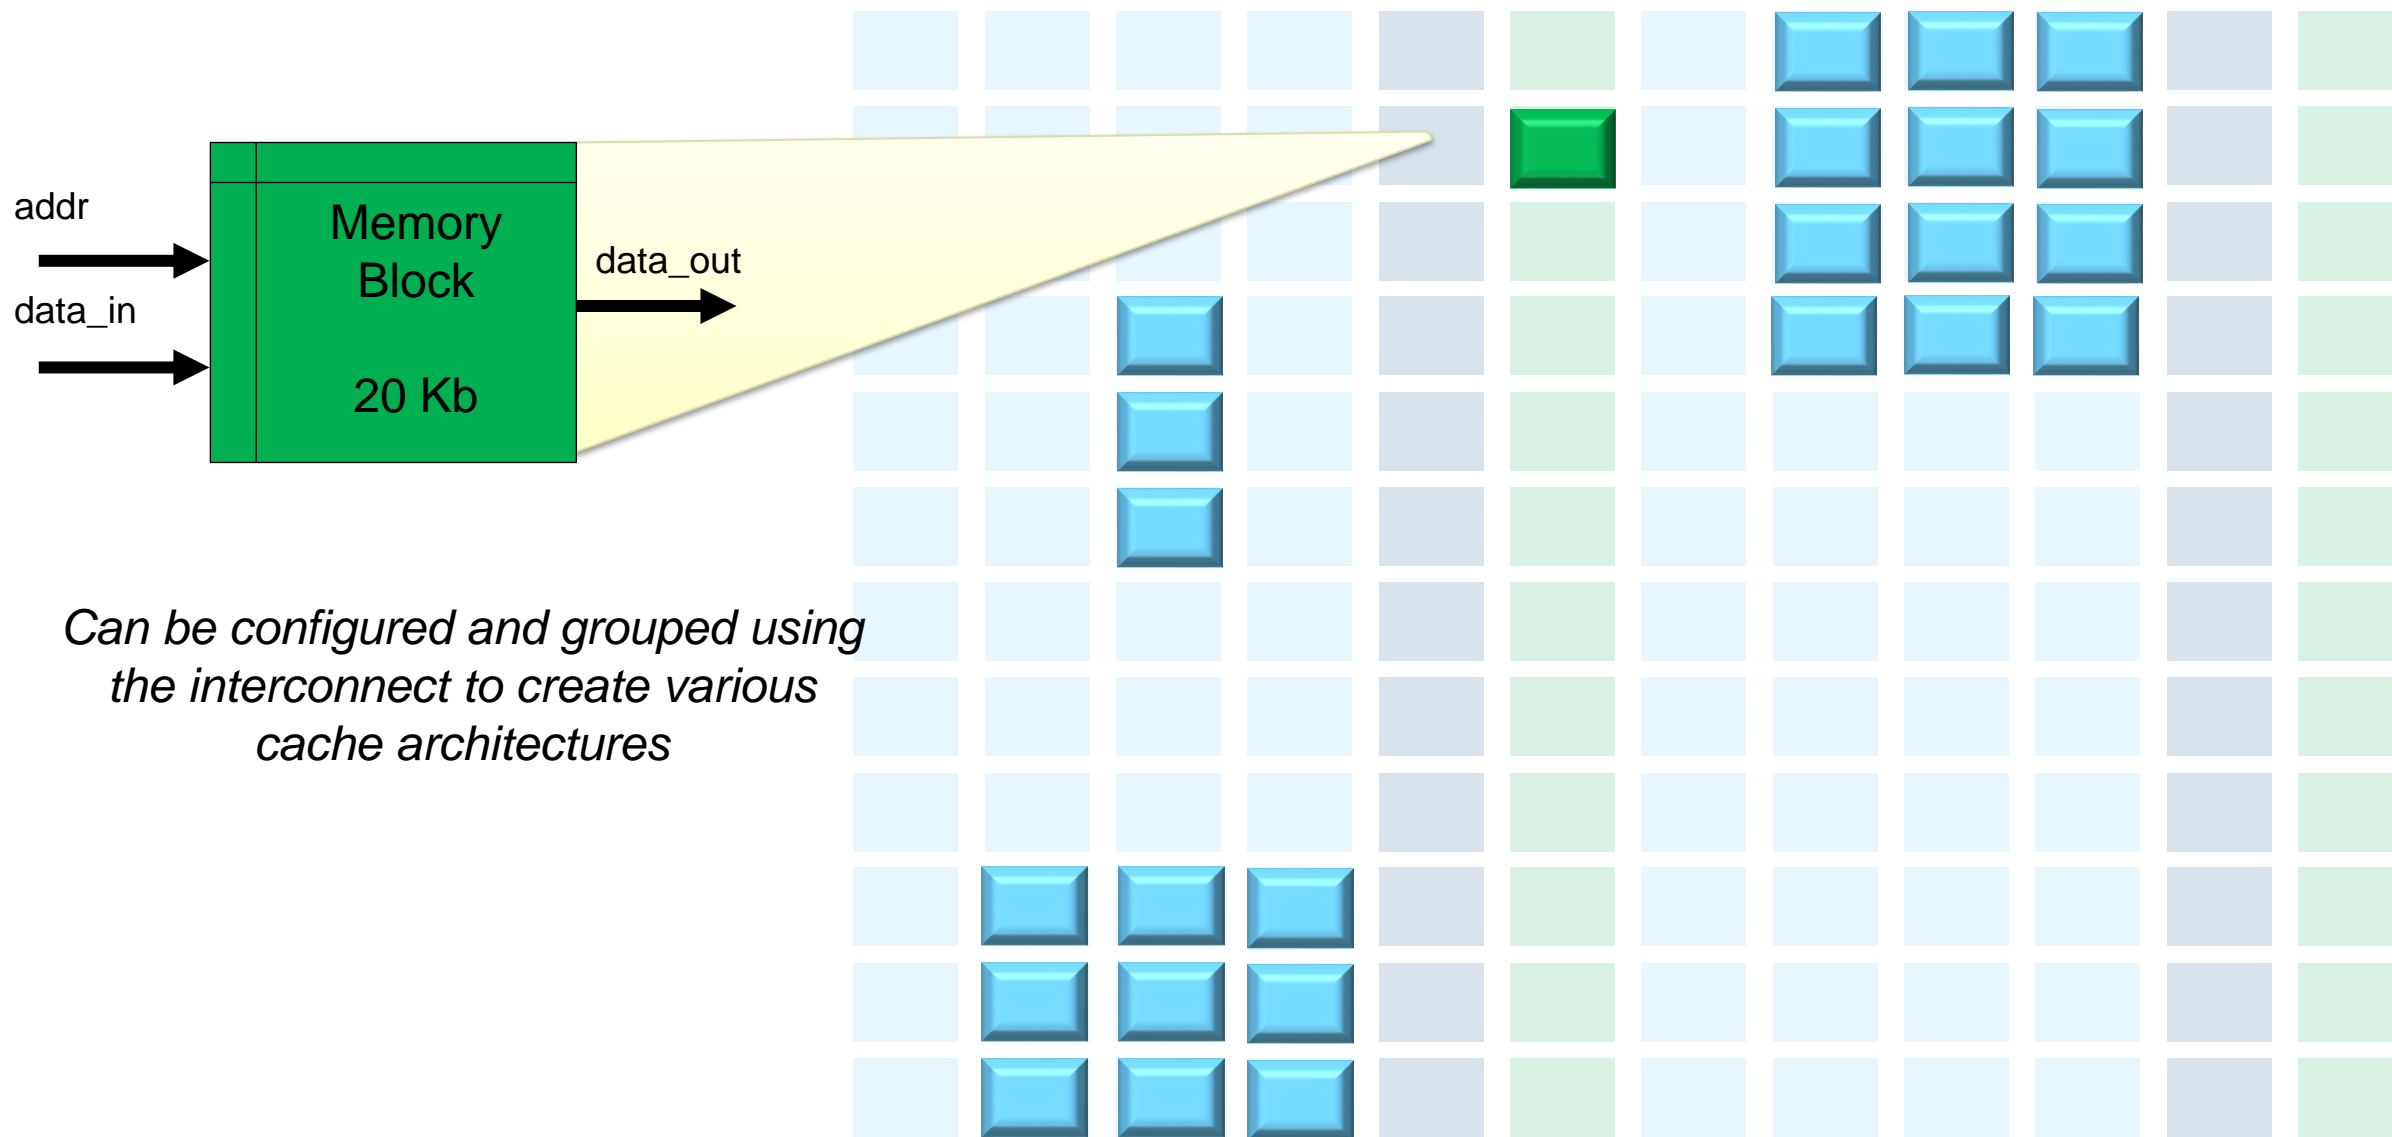 addr
data_in
Memory
Block
20 Kb
data_out
Can be configured and grouped using
the interconnect to create various
cache architectures